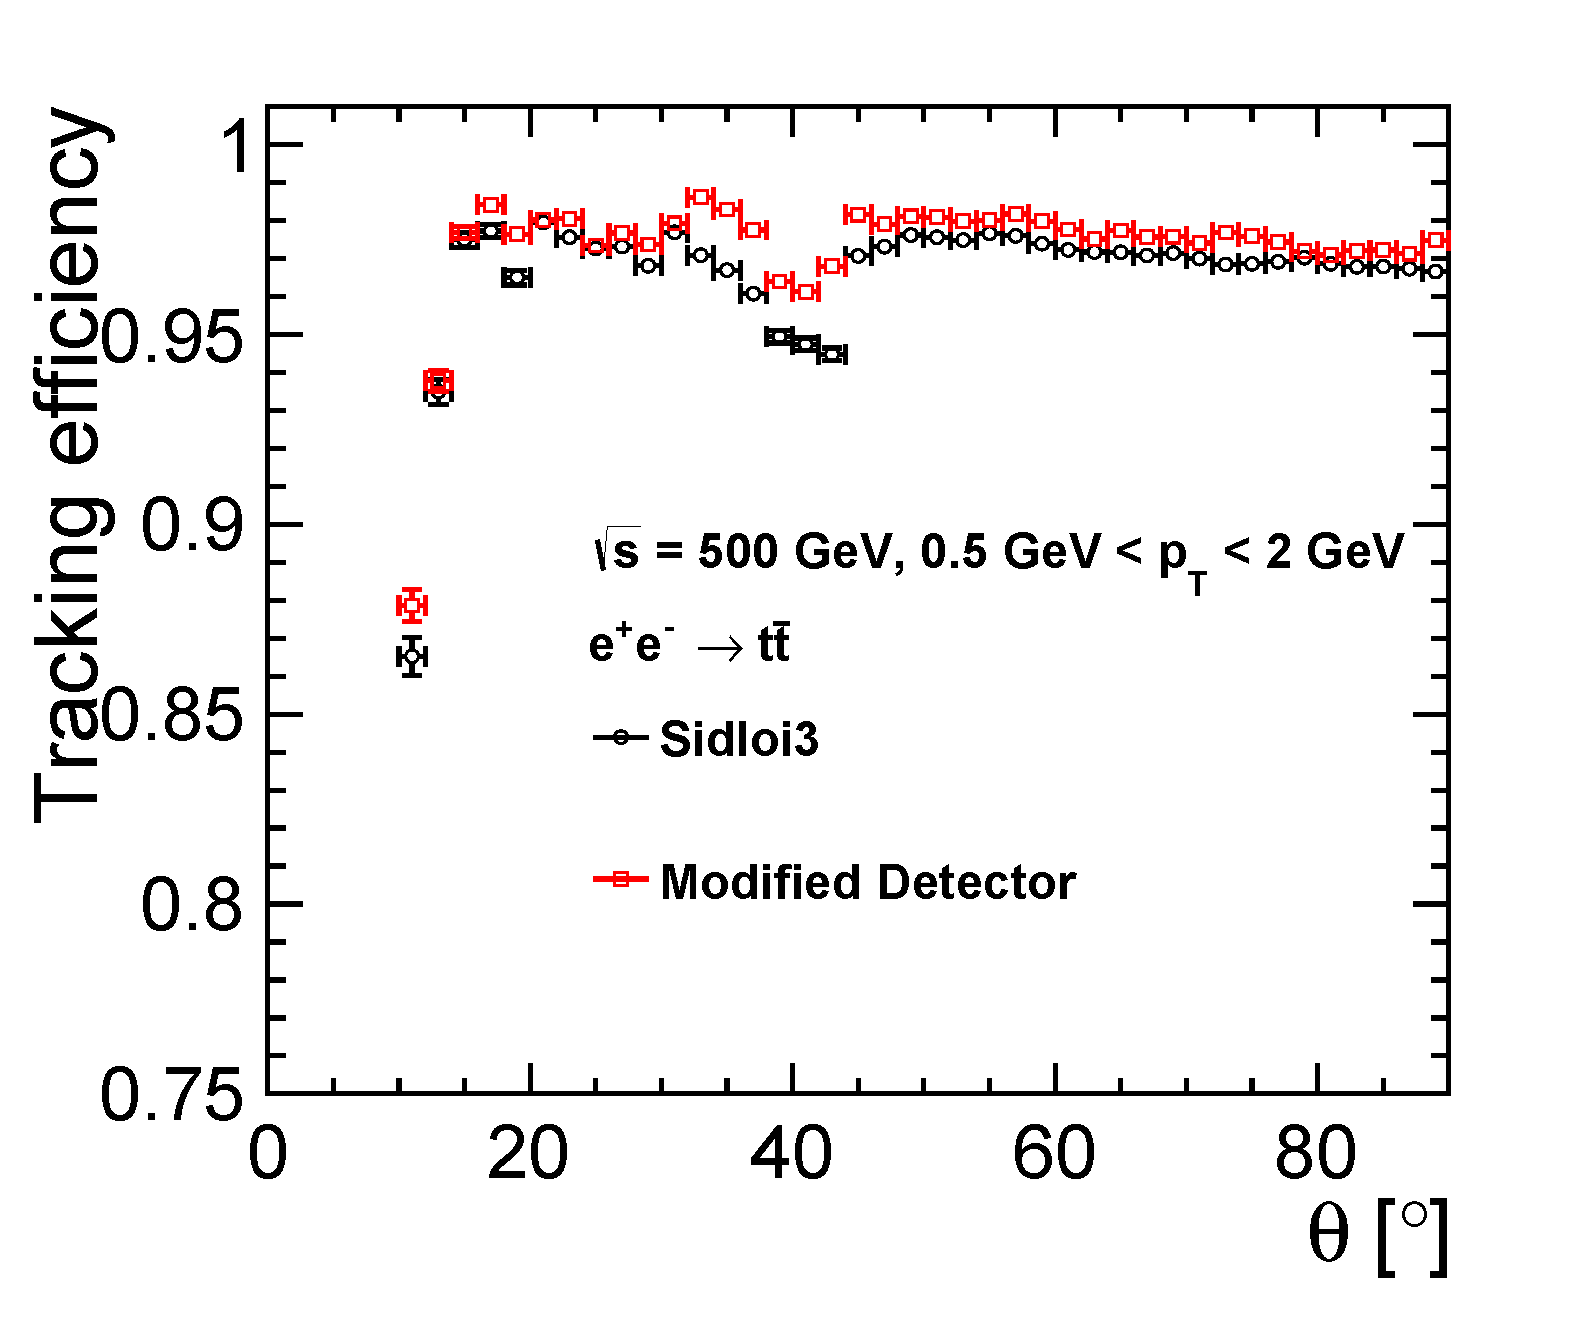 Tracking efficiency
1
0.95
0.9
0.85
0.8
0.75
0 20 40 60 80
θ [°]
√s = 500 GeV, 0.5 GeV < p_T < 2 GeV
e⁺e⁻ → tt̄
Sidloi3
Modified Detector